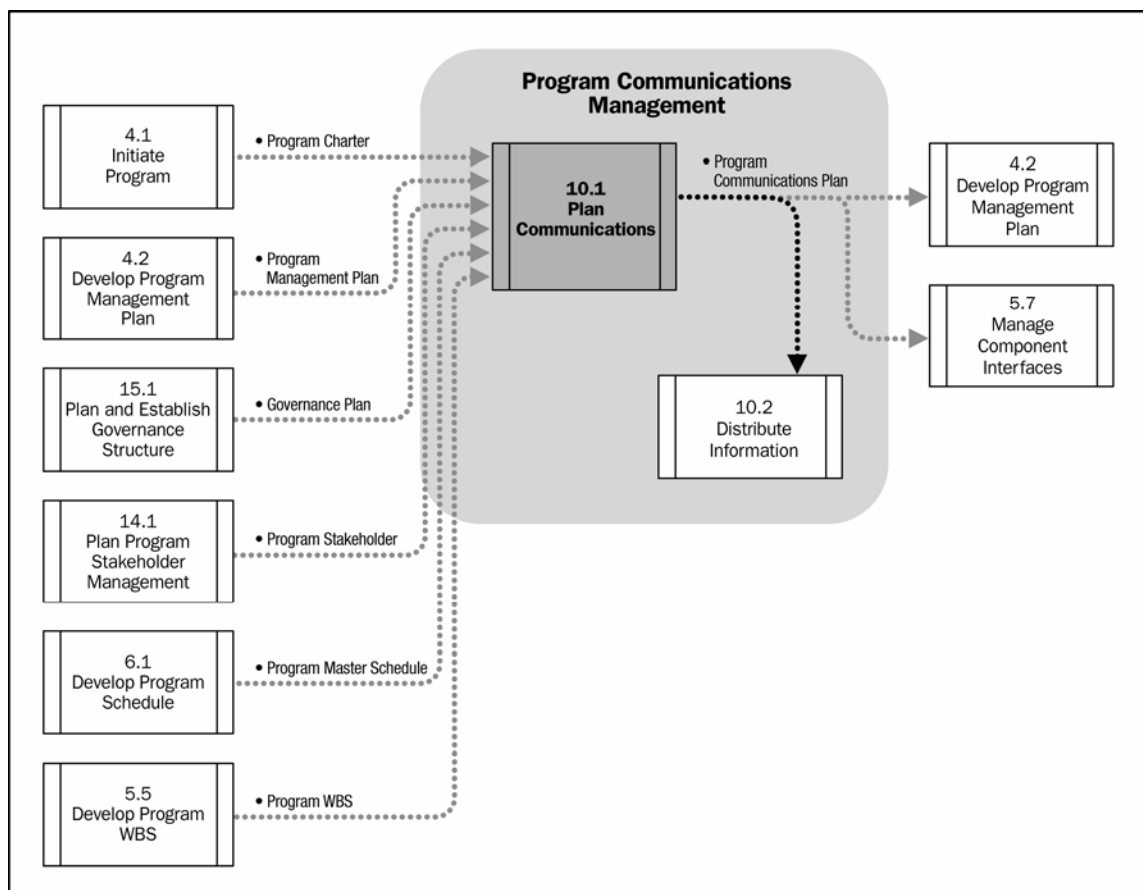 Program Communications
Management
4.1
Initiate
Program
• Program Charter
10.1
Plan
Communications
• Program
Communications Plan
4.2
Develop Program
Management
Plan
4.2
Develop Program
Management
Plan
• Program
Management Plan
5.7
Manage
Component
Interfaces
15.1
Plan and Establish
Governance
Structure
• Governance Plan
10.2
Distribute
Information
14.1
Plan Program
Stakeholder
Management
• Program Stakeholder
6.1
Develop Program
Schedule
• Program Master Schedule
5.5
Develop Program
WBS
• Program WBS